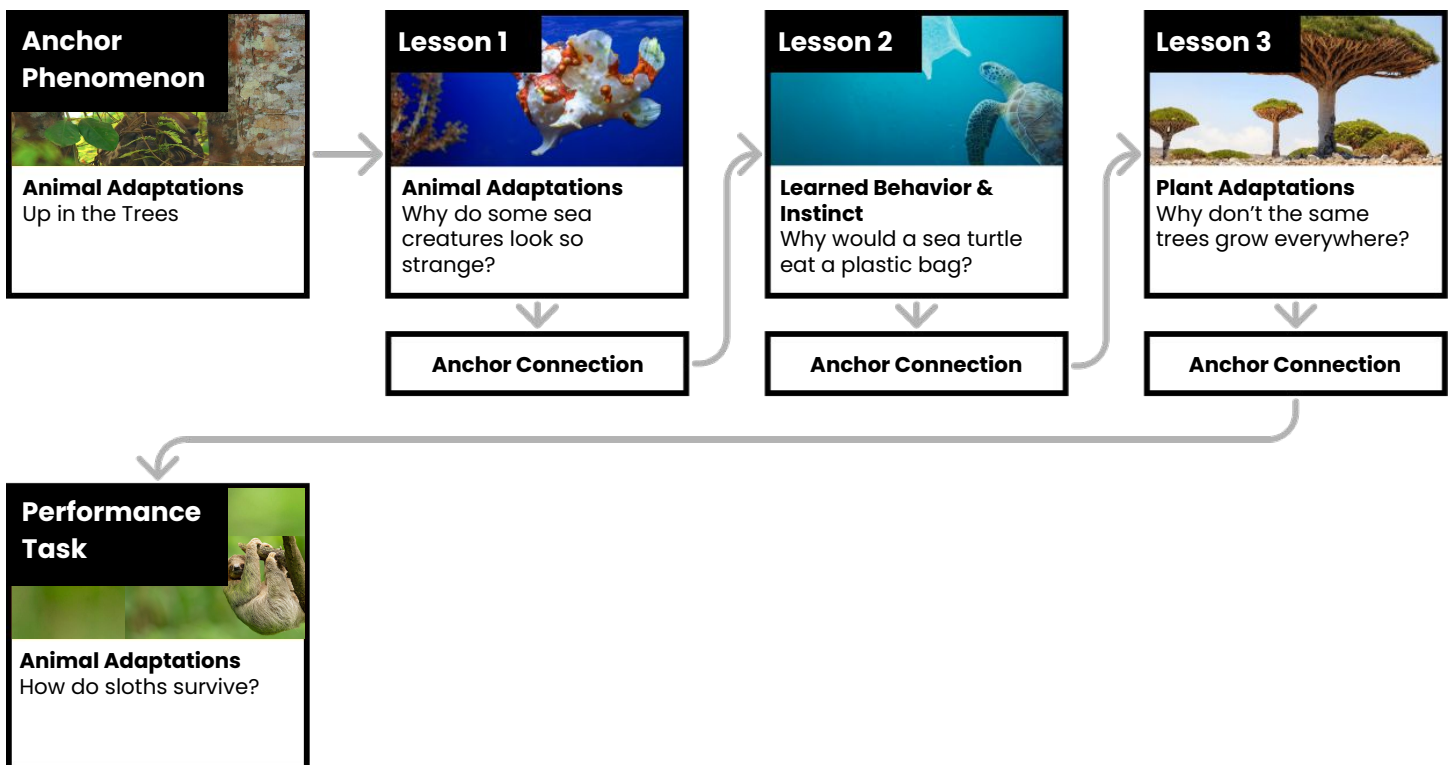 Anchor
Phenomenon
Animal Adaptations
Up in the Trees
Lesson 1
Animal Adaptations
Why do some sea
creatures look so
strange?
Anchor Connection
Lesson 2
Learned Behavior &
Instinct
Why would a sea turtle
eat a plastic bag?
Anchor Connection
Lesson 3
Plant Adaptations
Why don’t the same
trees grow everywhere?
Anchor Connection
Performance
Task
Animal Adaptations
How do sloths survive?